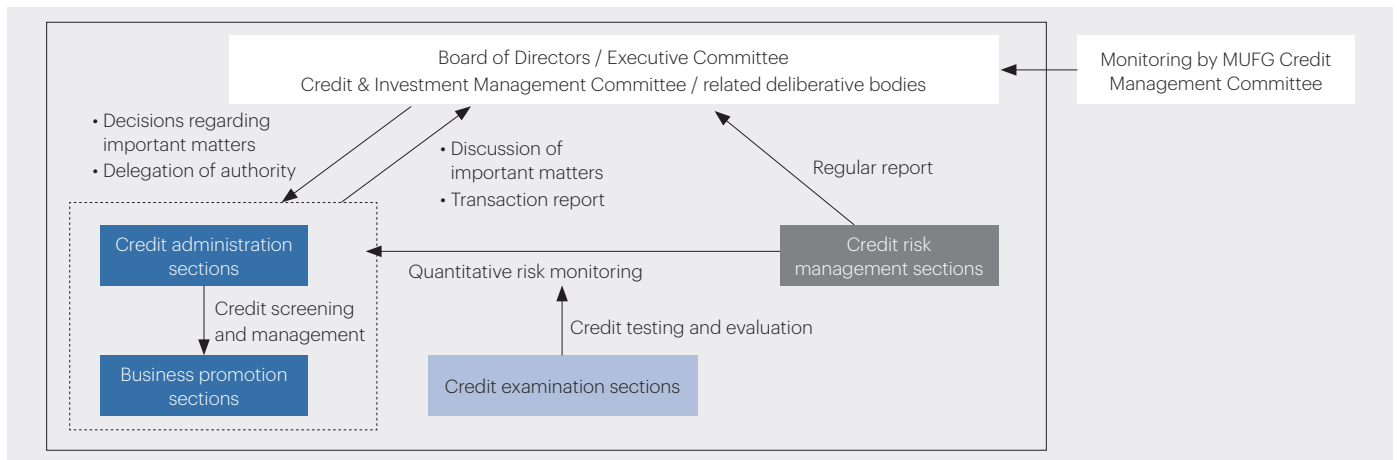 Board of Directors / Executive Committee
Credit & Investment Management Committee / related deliberative bodies
Monitoring by MUFG Credit
Management Committee
• Decisions regarding
important matters
• Delegation of authority
• Discussion of
important matters
• Transaction report
Regular report
Credit administration
sections
Credit risk
management sections
Quantitative risk monitoring
Credit screening
and management
Credit testing and evaluation
Business promotion
sections
Credit examination sections